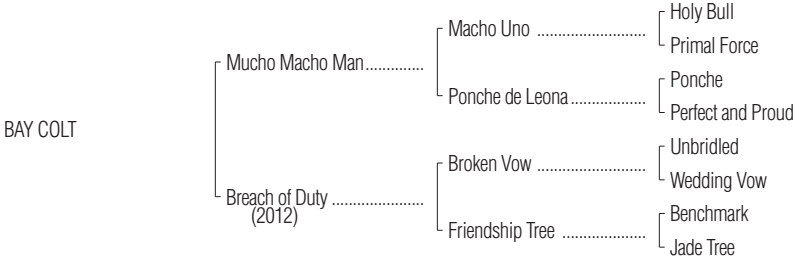 Holy Bull
Macho Uno ..........................
Primal Force
Mucho Macho Man..............
Ponche
Ponche de Leona..................
Perfect and Proud
BAY COLT
Unbridled
Broken Vow ..........................
Wedding Vow
Breach of Duty ......................
(2012)
Benchmark
Friendship Tree ....................
Jade Tree